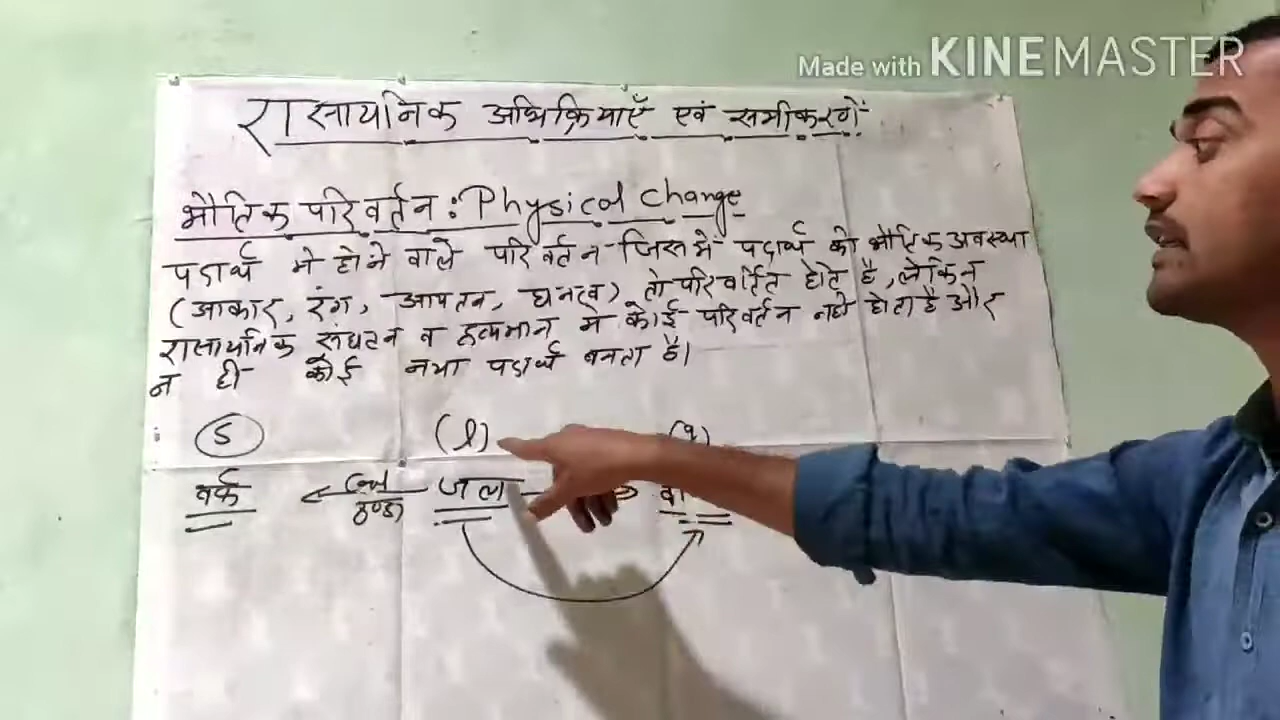 Made with KINEMASTER
रासायनिक अभिक्रियाएँ एवं समीकरणें
भौतिक परिवर्तन : Physical change
पदार्थ मे होने वाले परिवर्तन जिसमें पदार्थ की भौतिक अवस्था
(आकार, रंग, आयतन, घनत्व) तो परिवर्तित होते है, लेकिन
रासायनिक संघटन व द्रव्यमान मे कोई परिवर्तन नही होता है और
न ही कोई नया पदार्थ बनता है।
S (l) (g)
बर्फ जल
ठण्डा